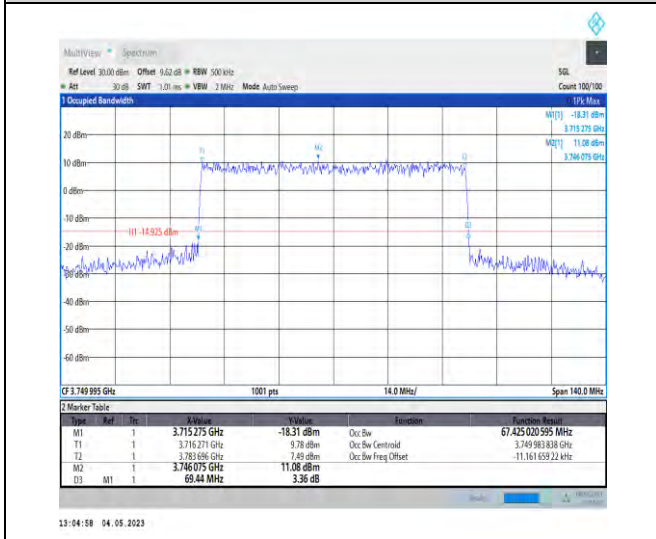 MultiView Spectrum
Ref Level 30.00 dBm Offset 9.62 dB RBW 500 kHz SGL
Att 30 dB SWT 1.01 ms VBW 2 MHz Mode Auto Sweep Count 100/100
1 Occupied Bandwidth 1Pk Max
M1[1] -18.31 dBm
3.715 275 GHz
M2[1] 11.08 dBm
3.746 075 GHz
20 dBm
10 dBm
0 dBm
-10 dBm
H1 -14.925 dBm
-20 dBm
-30 dBm
-40 dBm
-50 dBm
-60 dBm
T1
M2
T2
M1
D3
CF 3.749 995 GHz 1001 pts 14.0 MHz/ Span 140.0 MHz
2 Marker Table
Type Ref Trc X-Value Y-Value Function Function Result
M1 1 3.715 275 GHz -18.31 dBm Occ Bw 67.425 020 595 MHz
T1 1 3.716 271 GHz 9.78 dBm Occ Bw Centroid 3.749 983 838 GHz
T2 1 3.783 696 GHz 7.49 dBm Occ Bw Freq Offset -11.161 659 22 kHz
M2 1 3.746 075 GHz 11.08 dBm
D3 M1 1 69.44 MHz 3.36 dB
13:04:58 04.05.2023